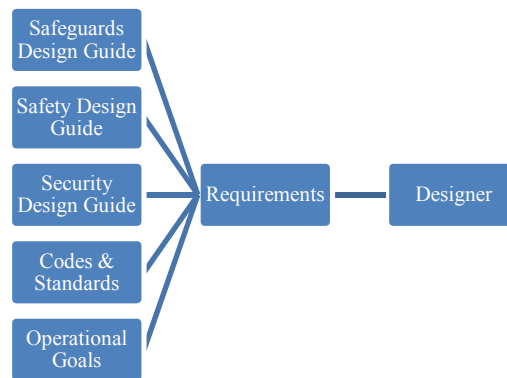 Safeguards
Design Guide
Safety Design
Guide
Security
Design Guide
Requirements
Designer
Codes &
Standards
Operational
Goals